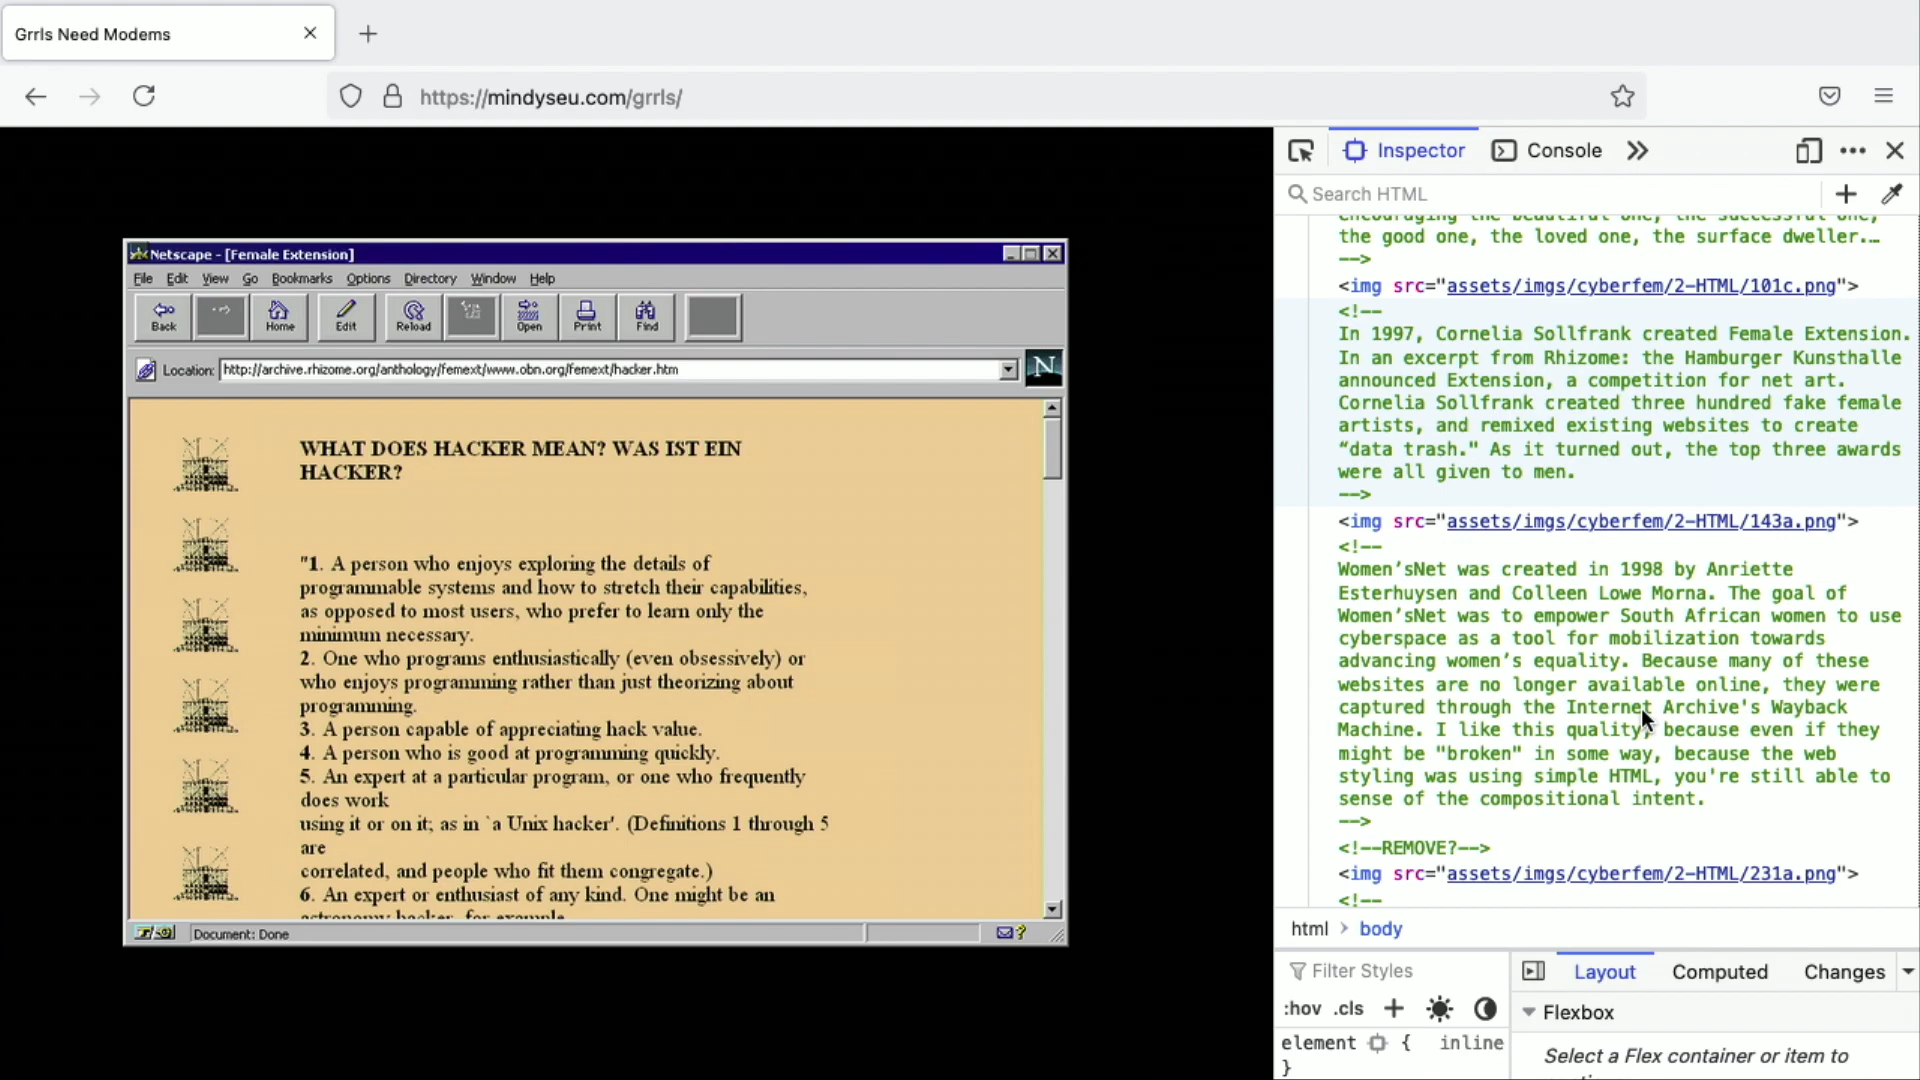 Grrls Need Modems
https://mindyseu.com/grrls/
Netscape - [Female Extension]
File Edit View Go Bookmarks Options Directory Window Help
Back Home Edit Reload Open Print Find
Location: http://archive.rhizome.org/anthology/femext/www.obn.org/femext/hacker.htm
N
WHAT DOES HACKER MEAN? WAS IST EIN
HACKER?
"1. A person who enjoys exploring the details of
programmable systems and how to stretch their capabilities,
as opposed to most users, who prefer to learn only the
minimum necessary.
2. One who programs enthusiastically (even obsessively) or
who enjoys programming rather than just theorizing about
programming.
3. A person capable of appreciating hack value.
4. A person who is good at programming quickly.
5. An expert at a particular program, or one who frequently
does work
using it or on it; as in `a Unix hacker'. (Definitions 1 through 5
are
correlated, and people who fit them congregate.)
6. An expert or enthusiast of any kind. One might be an
astronomy hacker, for example.
Document: Done
Inspector Console
Search HTML
encouraging the beautiful one, the successful one,
the good one, the loved one, the surface dweller.…
-->
<img src="assets/imgs/cyberfem/2-HTML/101c.png">
<!--
In 1997, Cornelia Sollfrank created Female Extension.
In an excerpt from Rhizome: the Hamburger Kunsthalle
announced Extension, a competition for net art.
Cornelia Sollfrank created three hundred fake female
artists, and remixed existing websites to create
“data trash." As it turned out, the top three awards
were all given to men.
-->
<img src="assets/imgs/cyberfem/2-HTML/143a.png">
<!--
Women’sNet was created in 1998 by Anriette
Esterhuysen and Colleen Lowe Morna. The goal of
Women’sNet was to empower South African women to use
cyberspace as a tool for mobilization towards
advancing women’s equality. Because many of these
websites are no longer available online, they were
captured through the Internet Archive's Wayback
Machine. I like this quality, because even if they
might be "broken" in some way, because the web
styling was using simple HTML, you're still able to
sense of the compositional intent.
-->
<!--REMOVE?-->
<img src="assets/imgs/cyberfem/2-HTML/231a.png">
<!--
html > body
Filter Styles
Layout Computed Changes
:hov .cls +
Flexbox
element { inline
}
Select a Flex container or item to